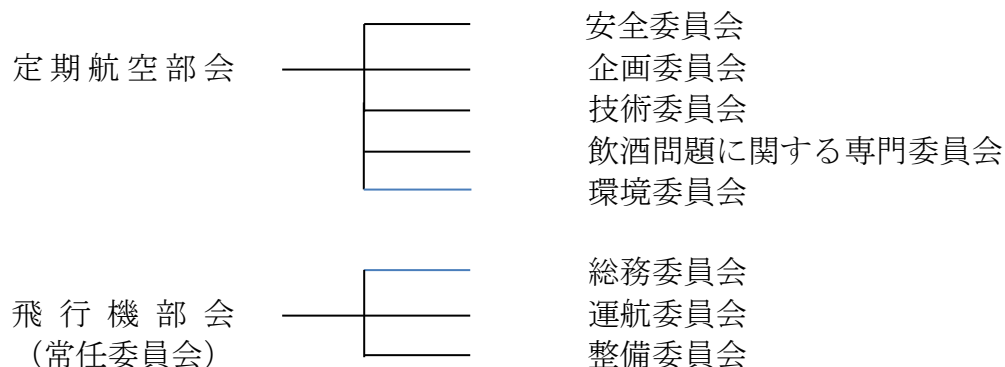 安全委員会
定期航空部会
企画委員会
技術委員会
飲酒問題に関する専門委員会
環境委員会
総務委員会
飛行機部会
運航委員会
（常任委員会）
整備委員会